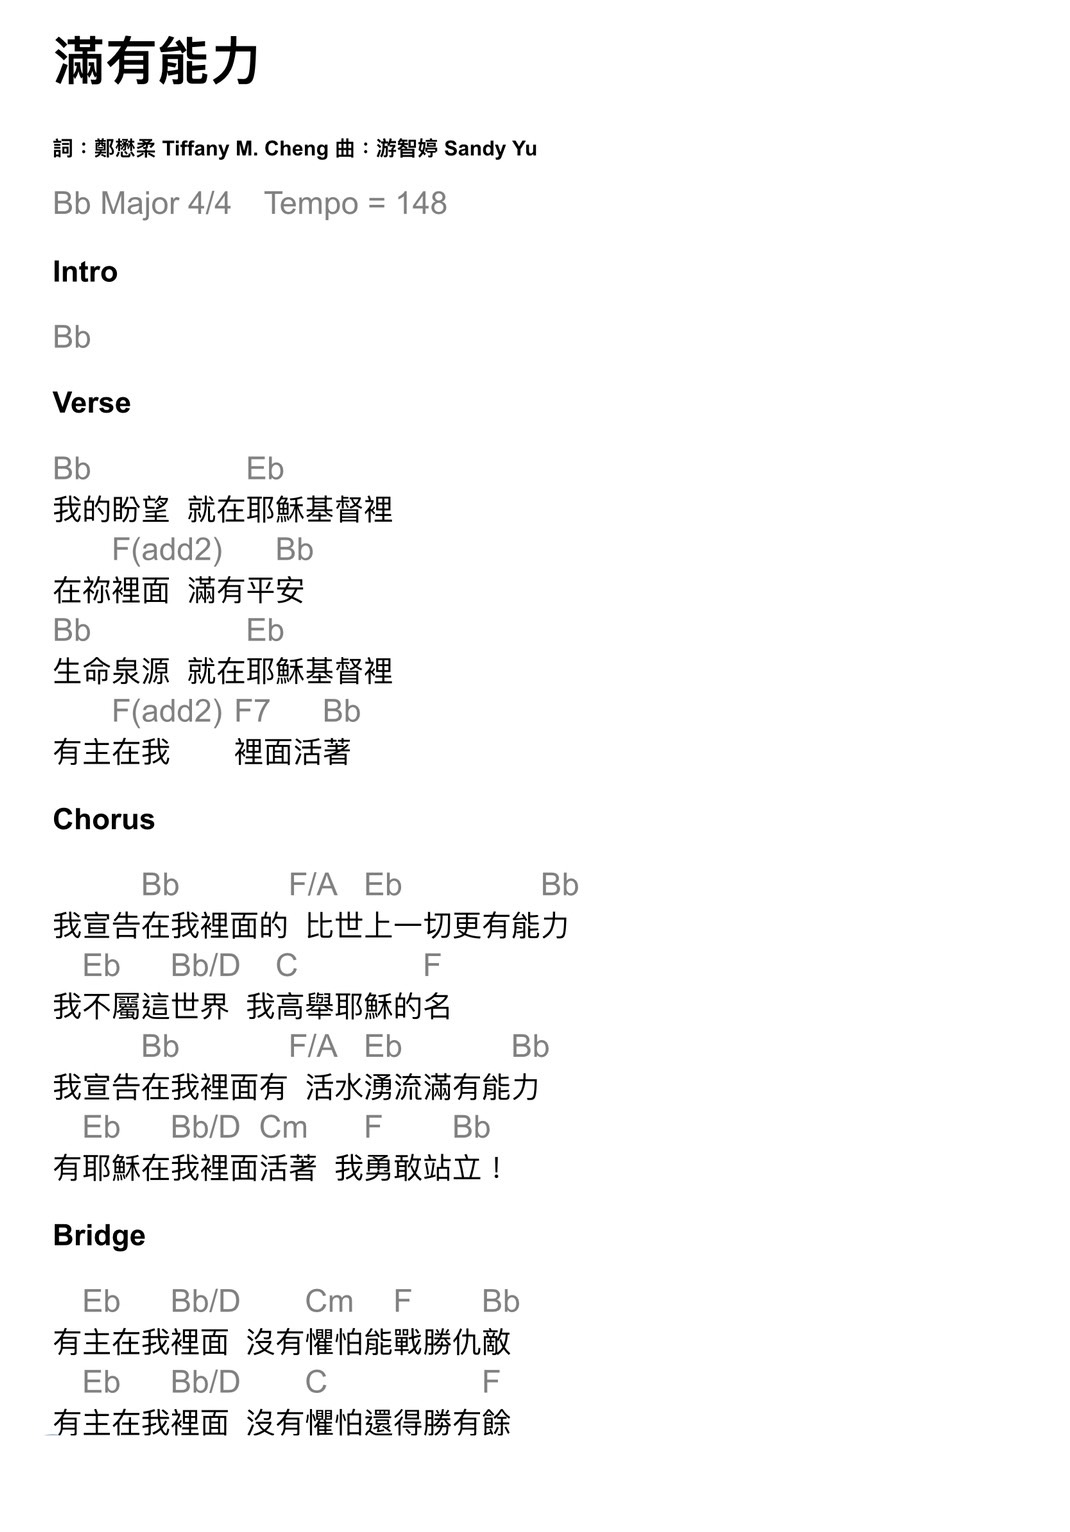 滿有能力
詞：鄭懋柔 Tiffany M. Cheng 曲：游智婷 Sandy Yu
Bb Major 4/4    Tempo = 148
Intro
Bb
Verse
Bb                   Eb
我的盼望  就在耶穌基督裡
       F(add2)      Bb
在祢裡面  滿有平安
Bb                   Eb
生命泉源  就在耶穌基督裡
       F(add2) F7      Bb
有主在我       裡面活著
Chorus
          Bb             F/A   Eb                Bb
我宣告在我裡面的  比世上一切更有能力
   Eb      Bb/D    C               F
我不屬這世界  我高舉耶穌的名
          Bb             F/A   Eb             Bb
我宣告在我裡面有  活水湧流滿有能力
   Eb      Bb/D  Cm      F        Bb
有耶穌在我裡面活著  我勇敢站立！
Bridge
   Eb      Bb/D        Cm     F        Bb
有主在我裡面  沒有懼怕能戰勝仇敵
   Eb      Bb/D        C                  F
有主在我裡面  沒有懼怕還得勝有餘